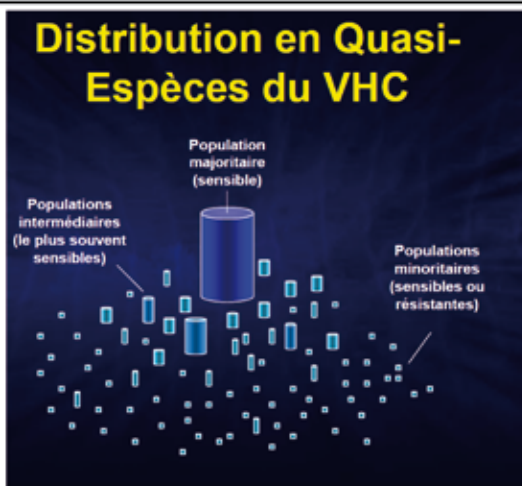 Distribution en Quasi-
Espèces du VHC
Population
majoritaire
(sensible)
Populations
intermédiaires
(le plus souvent
sensibles)
Populations
minoritaires
(sensibles ou
résistantes)